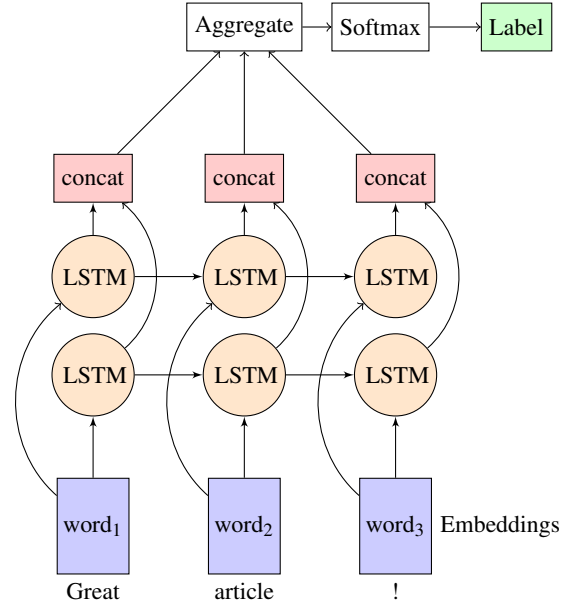 Aggregate Softmax Label
concat concat concat
LSTM LSTM LSTM
LSTM LSTM LSTM
word₁ word₂ word₃ Embeddings
Great article !